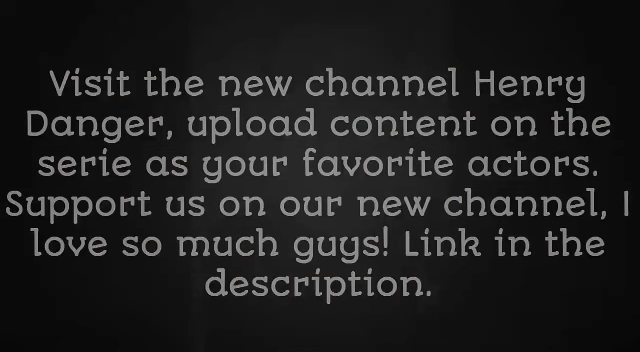 Visit the new channel Henry
Danger, upload content on the
serie as your favorite actors.
Support us on our new channel, I
love so much guys! Link in the
description.